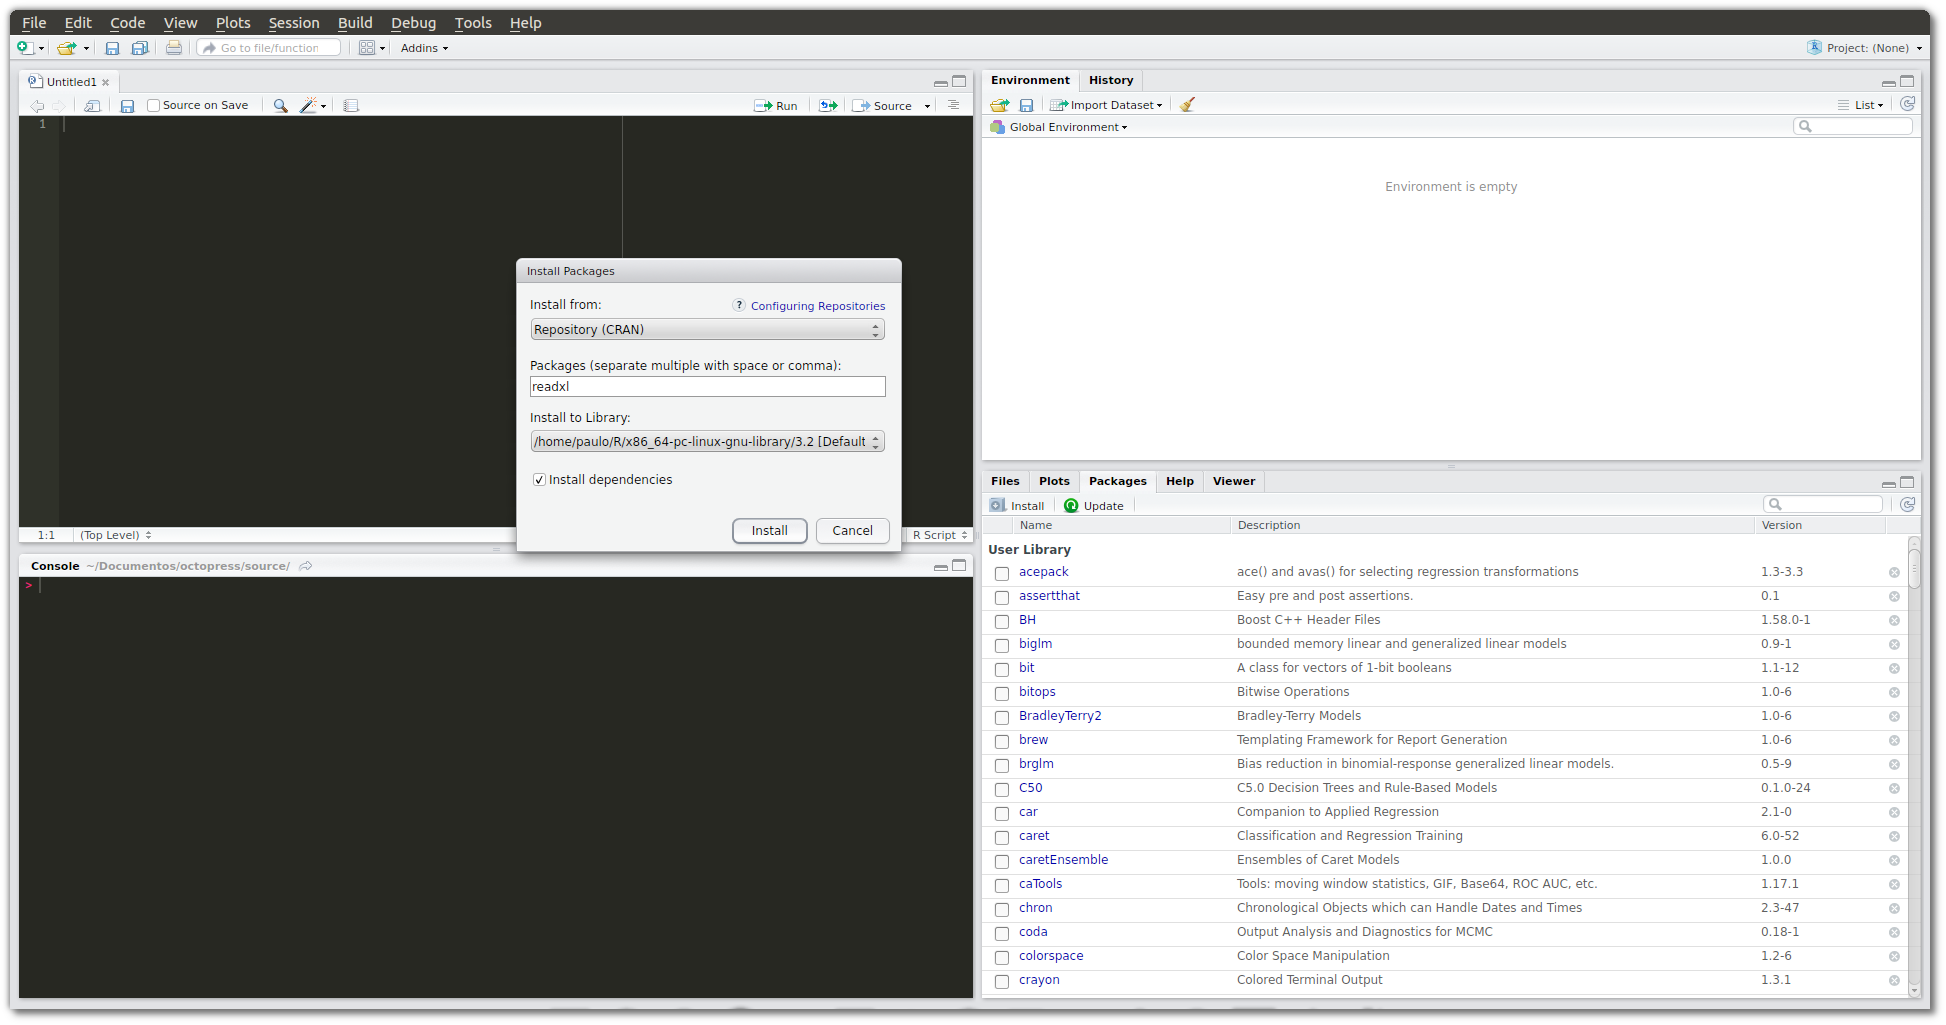 File Edit Code View Plots Session Build Debug Tools Help
Go to file/function Addins Project: (None)
Untitled1
Source on Save Run Source
1
1:1 (Top Level) R Script
Install Packages
Install from: ? Configuring Repositories
Repository (CRAN)
Packages (separate multiple with space or comma):
readxl
Install to Library:
/home/paulo/R/x86_64-pc-linux-gnu-library/3.2 [Default
Install dependencies
Install Cancel
Console ~/Documentos/octopress/source/
>
Environment History
Import Dataset List
Global Environment
Environment is empty
Files Plots Packages Help Viewer
Install Update
Name Description Version
User Library
acepack ace() and avas() for selecting regression transformations 1.3-3.3
assertthat Easy pre and post assertions. 0.1
BH Boost C++ Header Files 1.58.0-1
biglm bounded memory linear and generalized linear models 0.9-1
bit A class for vectors of 1-bit booleans 1.1-12
bitops Bitwise Operations 1.0-6
BradleyTerry2 Bradley-Terry Models 1.0-6
brew Templating Framework for Report Generation 1.0-6
brglm Bias reduction in binomial-response generalized linear models. 0.5-9
C50 C5.0 Decision Trees and Rule-Based Models 0.1.0-24
car Companion to Applied Regression 2.1-0
caret Classification and Regression Training 6.0-52
caretEnsemble Ensembles of Caret Models 1.0.0
caTools Tools: moving window statistics, GIF, Base64, ROC AUC, etc. 1.17.1
chron Chronological Objects which can Handle Dates and Times 2.3-47
coda Output Analysis and Diagnostics for MCMC 0.18-1
colorspace Color Space Manipulation 1.2-6
crayon Colored Terminal Output 1.3.1